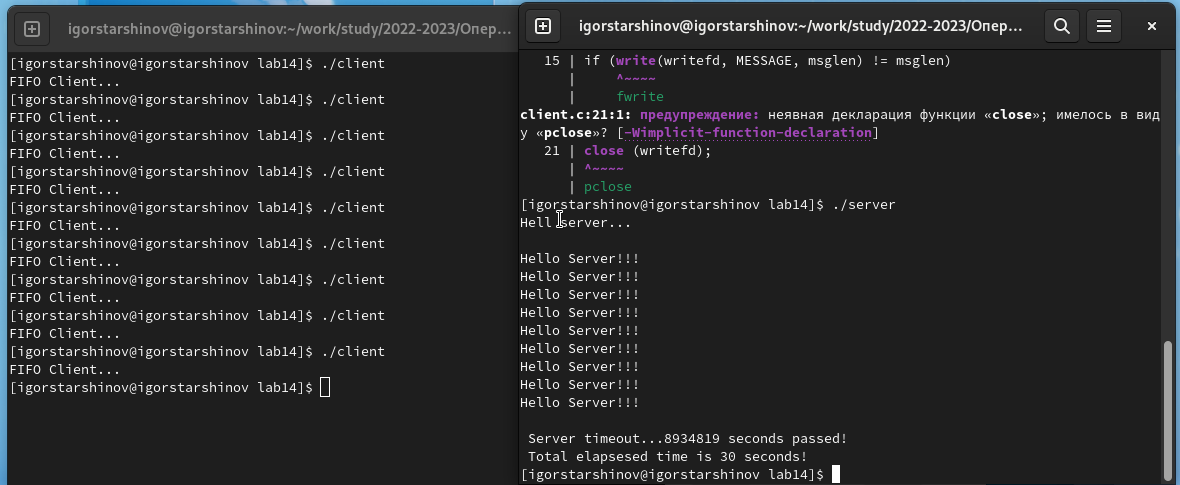 igorstarshinov@igorstarshinov:~/work/study/2022-2023/Опер...
[igorstarshinov@igorstarshinov lab14]$ ./client
FIFO Client...
[igorstarshinov@igorstarshinov lab14]$ ./client
FIFO Client...
[igorstarshinov@igorstarshinov lab14]$ ./client
FIFO Client...
[igorstarshinov@igorstarshinov lab14]$ ./client
FIFO Client...
[igorstarshinov@igorstarshinov lab14]$ ./client
FIFO Client...
[igorstarshinov@igorstarshinov lab14]$ ./client
FIFO Client...
[igorstarshinov@igorstarshinov lab14]$ ./client
FIFO Client...
[igorstarshinov@igorstarshinov lab14]$ ./client
FIFO Client...
[igorstarshinov@igorstarshinov lab14]$ ./client
FIFO Client...
[igorstarshinov@igorstarshinov lab14]$
igorstarshinov@igorstarshinov:~/work/study/2022-2023/Опер...
15 | if (write(writefd, MESSAGE, msglen) != msglen)
| ^~~~~
| fwrite
client.c:21:1: предупреждение: неявная декларация функции «close»; имелось в вид
у «pclose»? [-Wimplicit-function-declaration]
21 | close (writefd);
| ^~~~~
| pclose
[igorstarshinov@igorstarshinov lab14]$ ./server
Hell server...
Hello Server!!!
Hello Server!!!
Hello Server!!!
Hello Server!!!
Hello Server!!!
Hello Server!!!
Hello Server!!!
Hello Server!!!
Hello Server!!!
Server timeout...8934819 seconds passed!
Total elapsesed time is 30 seconds!
[igorstarshinov@igorstarshinov lab14]$